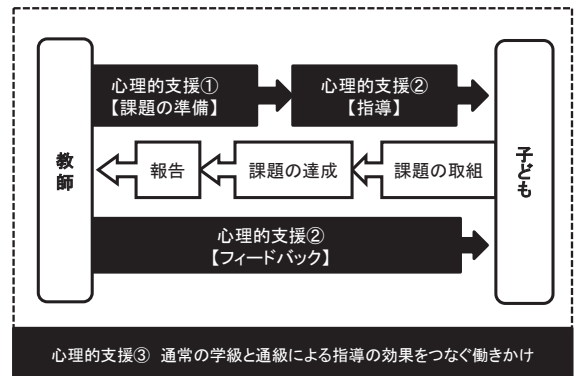 心理的支援①
【課題の準備】
心理的支援②
【指導】
教師
報告
課題の達成
課題の取組
子ども
心理的支援②
【フィードバック】
心理的支援③ 通常の学級と通級による指導の効果をつなぐ働きかけ